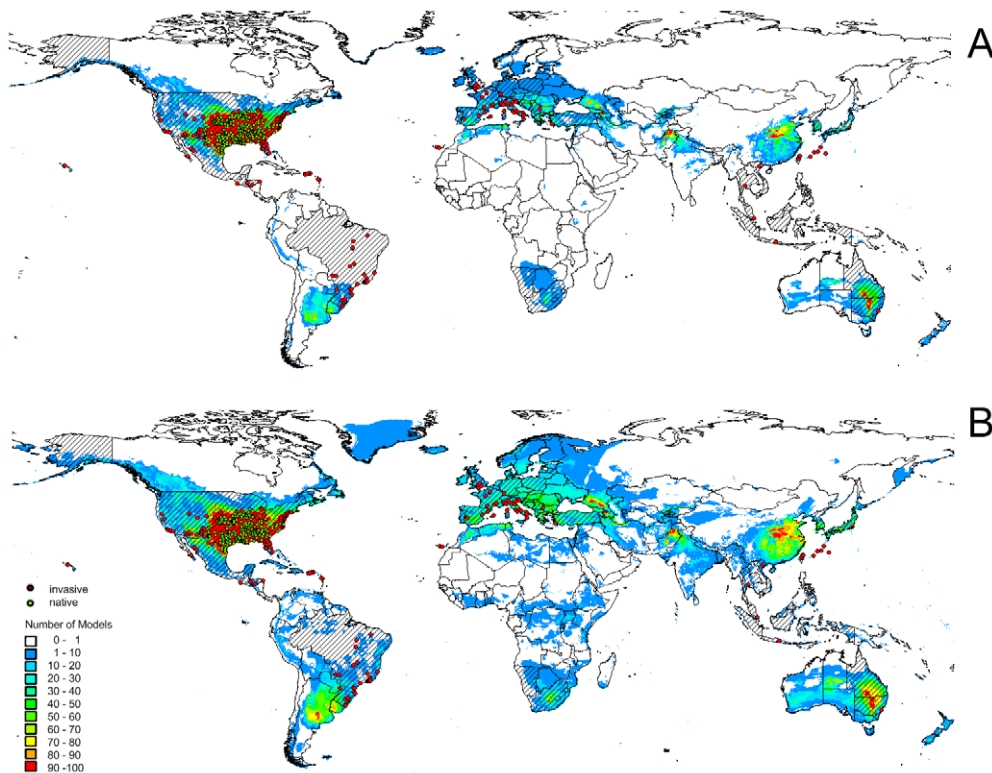 A
B
invasive
native
Number of Models
0 - 1
1 - 10
10 - 20
20 - 30
30 - 40
40 - 50
50 - 60
60 - 70
70 - 80
80 - 90
90 -100